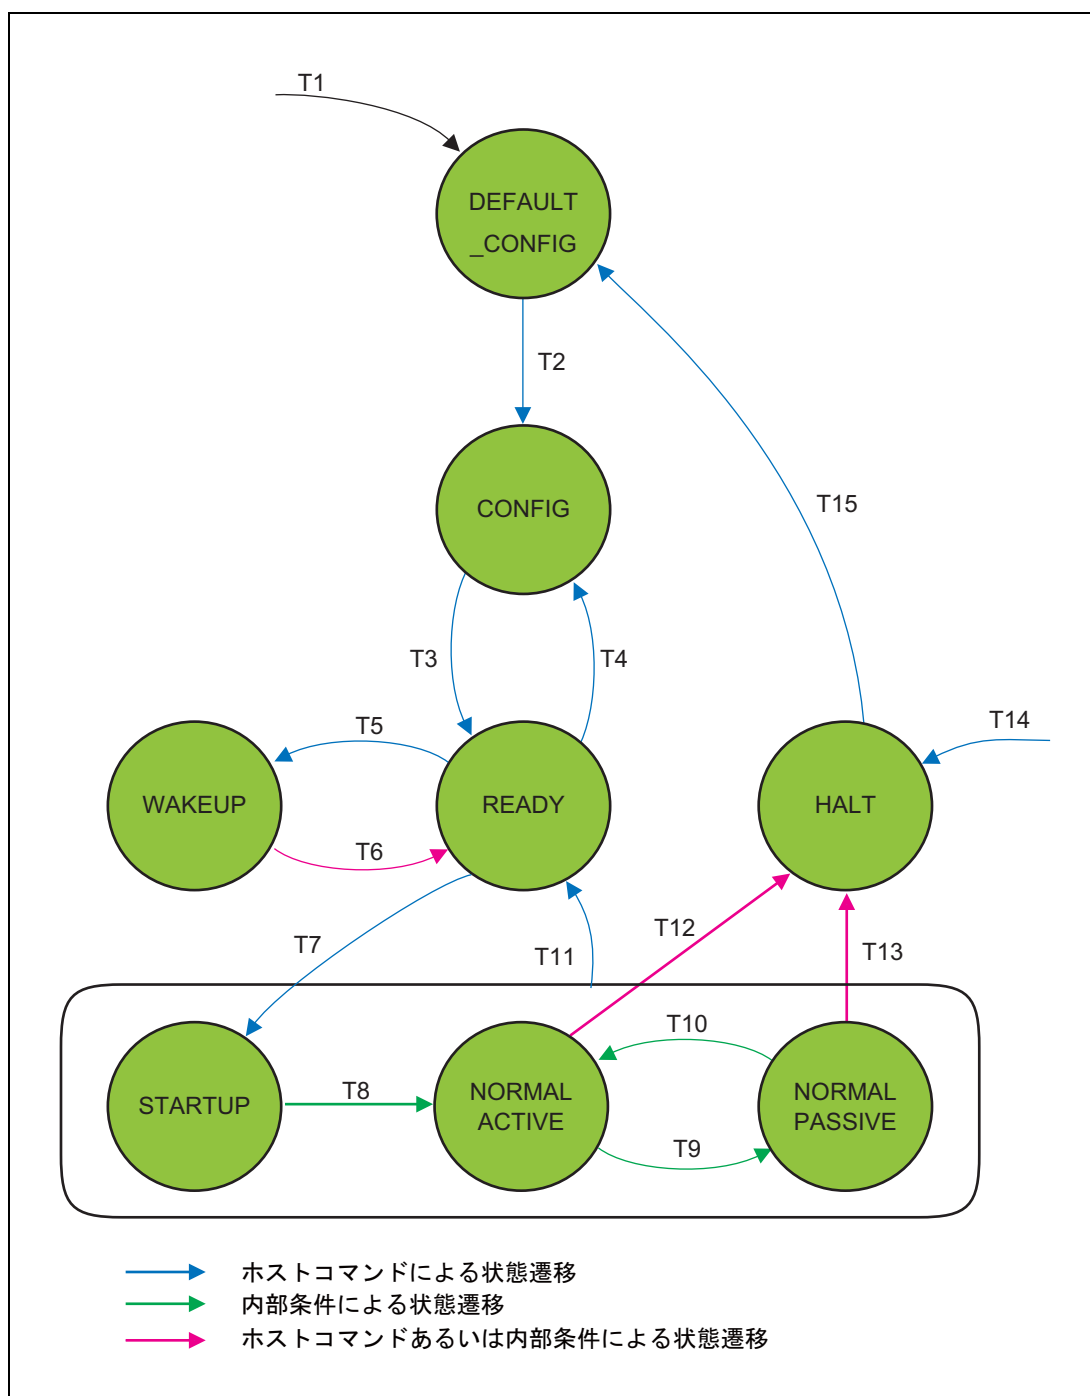 T1
DEFAULT
_CONFIG
T2
CONFIG
T15
T3
T4
T5
T14
WAKEUP
READY
HALT
T6
T7
T11
T12
T13
T10
STARTUP
T8
NORMAL
ACTIVE
NORMAL
PASSIVE
T9
ホストコマンドによる状態遷移
内部条件による状態遷移
ホストコマンドあるいは内部条件による状態遷移